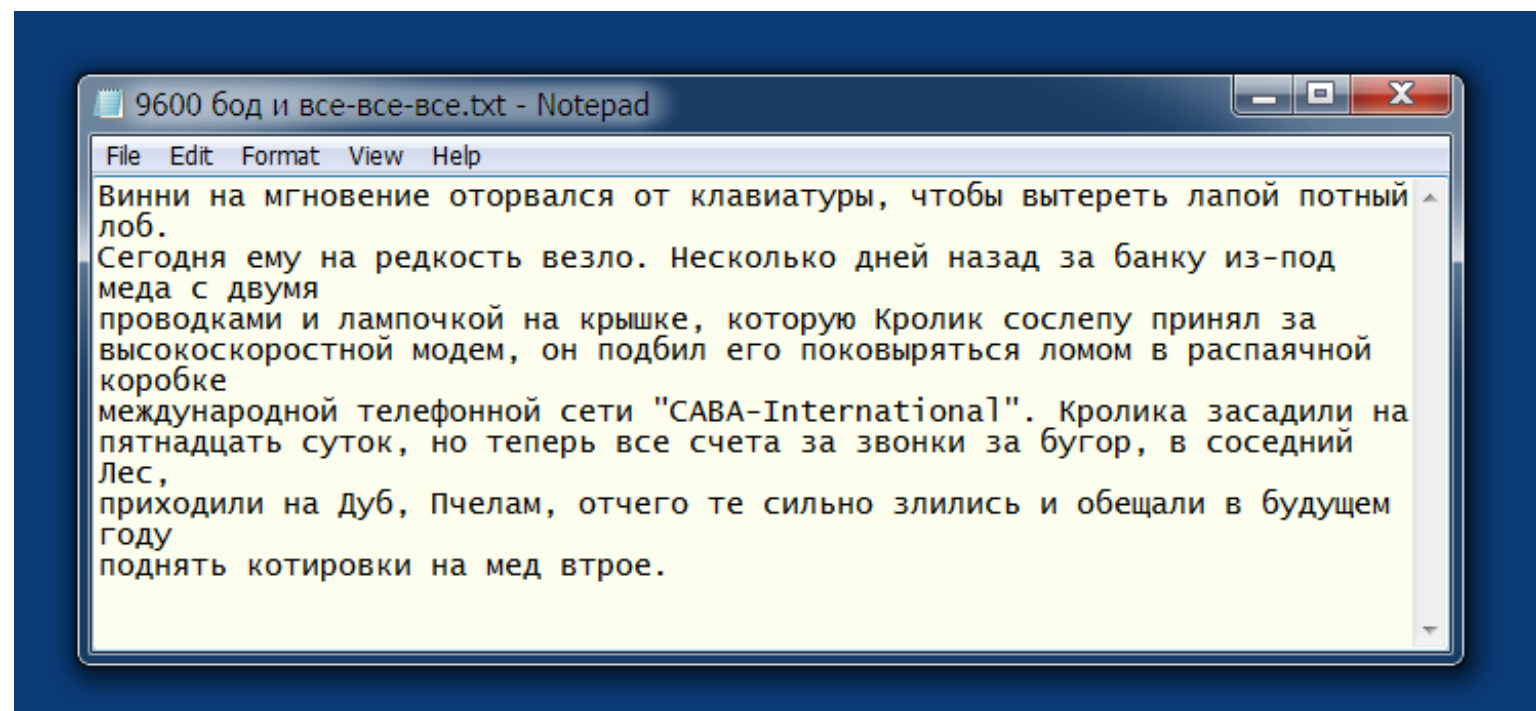 9600 бод и все-все-все.txt - Notepad
File Edit Format View Help
Винни на мгновение оторвался от клавиатуры, чтобы вытереть лапой потный
лоб.
Сегодня ему на редкость везло. Несколько дней назад за банку из-под
меда с двумя
проводками и лампочкой на крышке, которую Кролик сослепу принял за
высокоскоростной модем, он подбил его поковыряться ломом в распаячной
коробке
международной телефонной сети "САВА-International". Кролика засадили на
пятнадцать суток, но теперь все счета за звонки за бугор, в соседний
Лес,
приходили на Дуб, Пчелам, отчего те сильно злились и обещали в будущем
году
поднять котировки на мед втрое.